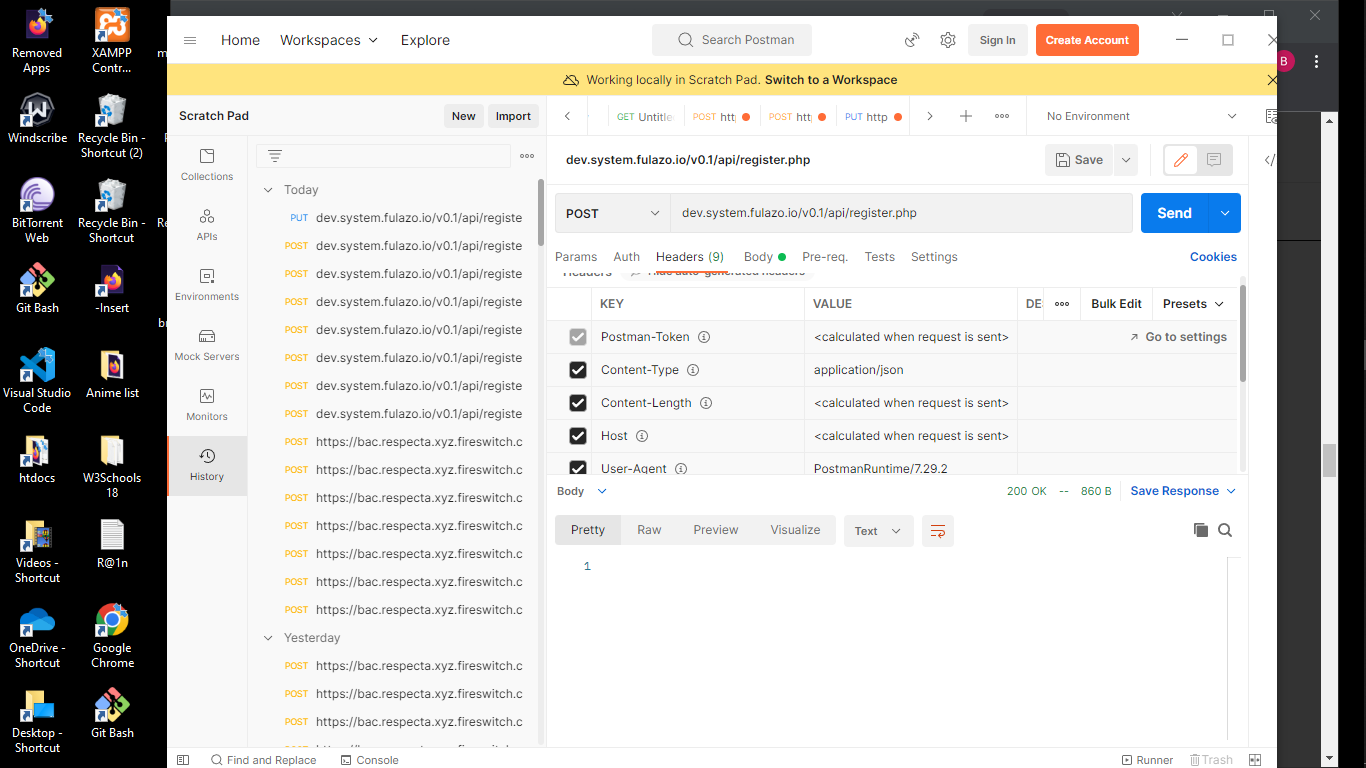 Removed Apps
XAMPP Contr...
Windscribe
Recycle Bin - Shortcut (2)
BitTorrent Web
Recycle Bin - Shortcut
Git Bash
-Insert
Visual Studio Code
Anime list
htdocs
W3Schools 18
Videos - Shortcut
R@1n
OneDrive - Shortcut
Google Chrome
Desktop - Shortcut
Git Bash
Home
Workspaces
Explore
Search Postman
Sign In
Create Account
B
Working locally in Scratch Pad. Switch to a Workspace
Scratch Pad
New
Import
GET Untitle
POST htt
POST htt
PUT http
No Environment
Collections
APIs
Environments
Mock Servers
Monitors
History
Today
PUT dev.system.fulazo.io/v0.1/api/registe
POST dev.system.fulazo.io/v0.1/api/registe
POST dev.system.fulazo.io/v0.1/api/registe
POST dev.system.fulazo.io/v0.1/api/registe
POST dev.system.fulazo.io/v0.1/api/registe
POST dev.system.fulazo.io/v0.1/api/registe
POST dev.system.fulazo.io/v0.1/api/registe
POST dev.system.fulazo.io/v0.1/api/registe
POST https://bac.respecta.xyz.fireswitch.c
POST https://bac.respecta.xyz.fireswitch.c
POST https://bac.respecta.xyz.fireswitch.c
POST https://bac.respecta.xyz.fireswitch.c
POST https://bac.respecta.xyz.fireswitch.c
POST https://bac.respecta.xyz.fireswitch.c
POST https://bac.respecta.xyz.fireswitch.c
Yesterday
POST https://bac.respecta.xyz.fireswitch.c
POST https://bac.respecta.xyz.fireswitch.c
POST https://bac.respecta.xyz.fireswitch.c
dev.system.fulazo.io/v0.1/api/register.php
Save
POST
dev.system.fulazo.io/v0.1/api/register.php
Send
Params
Auth
Headers (9)
Body
Pre-req.
Tests
Settings
Cookies
Headers
Hide auto-generated headers
KEY
VALUE
DE
Bulk Edit
Presets
Postman-Token
<calculated when request is sent>
Go to settings
Content-Type
application/json
Content-Length
<calculated when request is sent>
Host
<calculated when request is sent>
User-Agent
PostmanRuntime/7.29.2
Body
200 OK
--
860 B
Save Response
Pretty
Raw
Preview
Visualize
Text
1
Find and Replace
Console
Runner
Trash